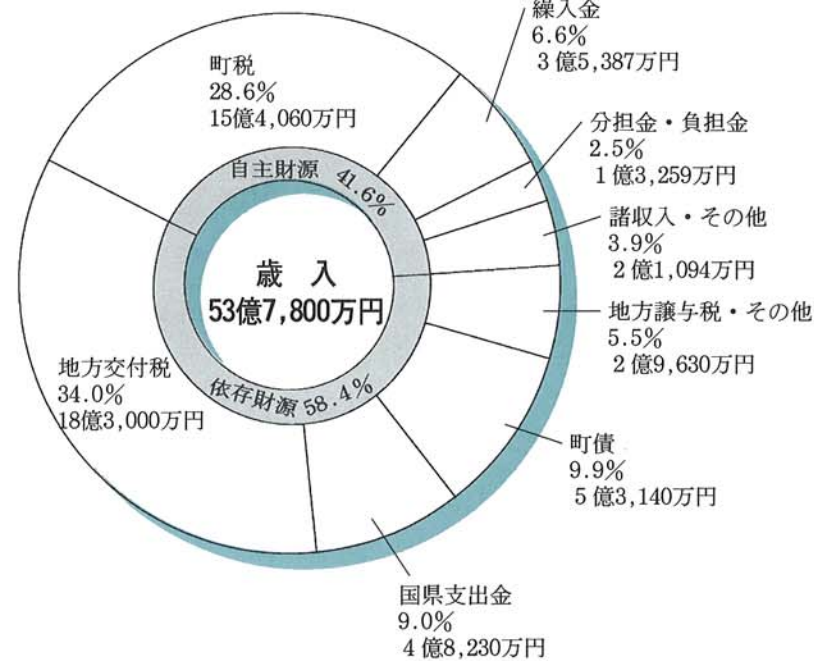 繰入金
6.6%
3億5,387万円
町税
28.6%
15億4,060万円
分担金・負担金
2.5%
1億3,259万円
自主財源 41.6%
諸収入・その他
3.9%
2億1,094万円
歳入
53億7,800万円
地方譲与税・その他
5.5%
2億9,630万円
地方交付税
34.0%
18億3,000万円
依存財源 58.4%
町債
9.9%
5億3,140万円
国県支出金
9.0%
4億8,230万円